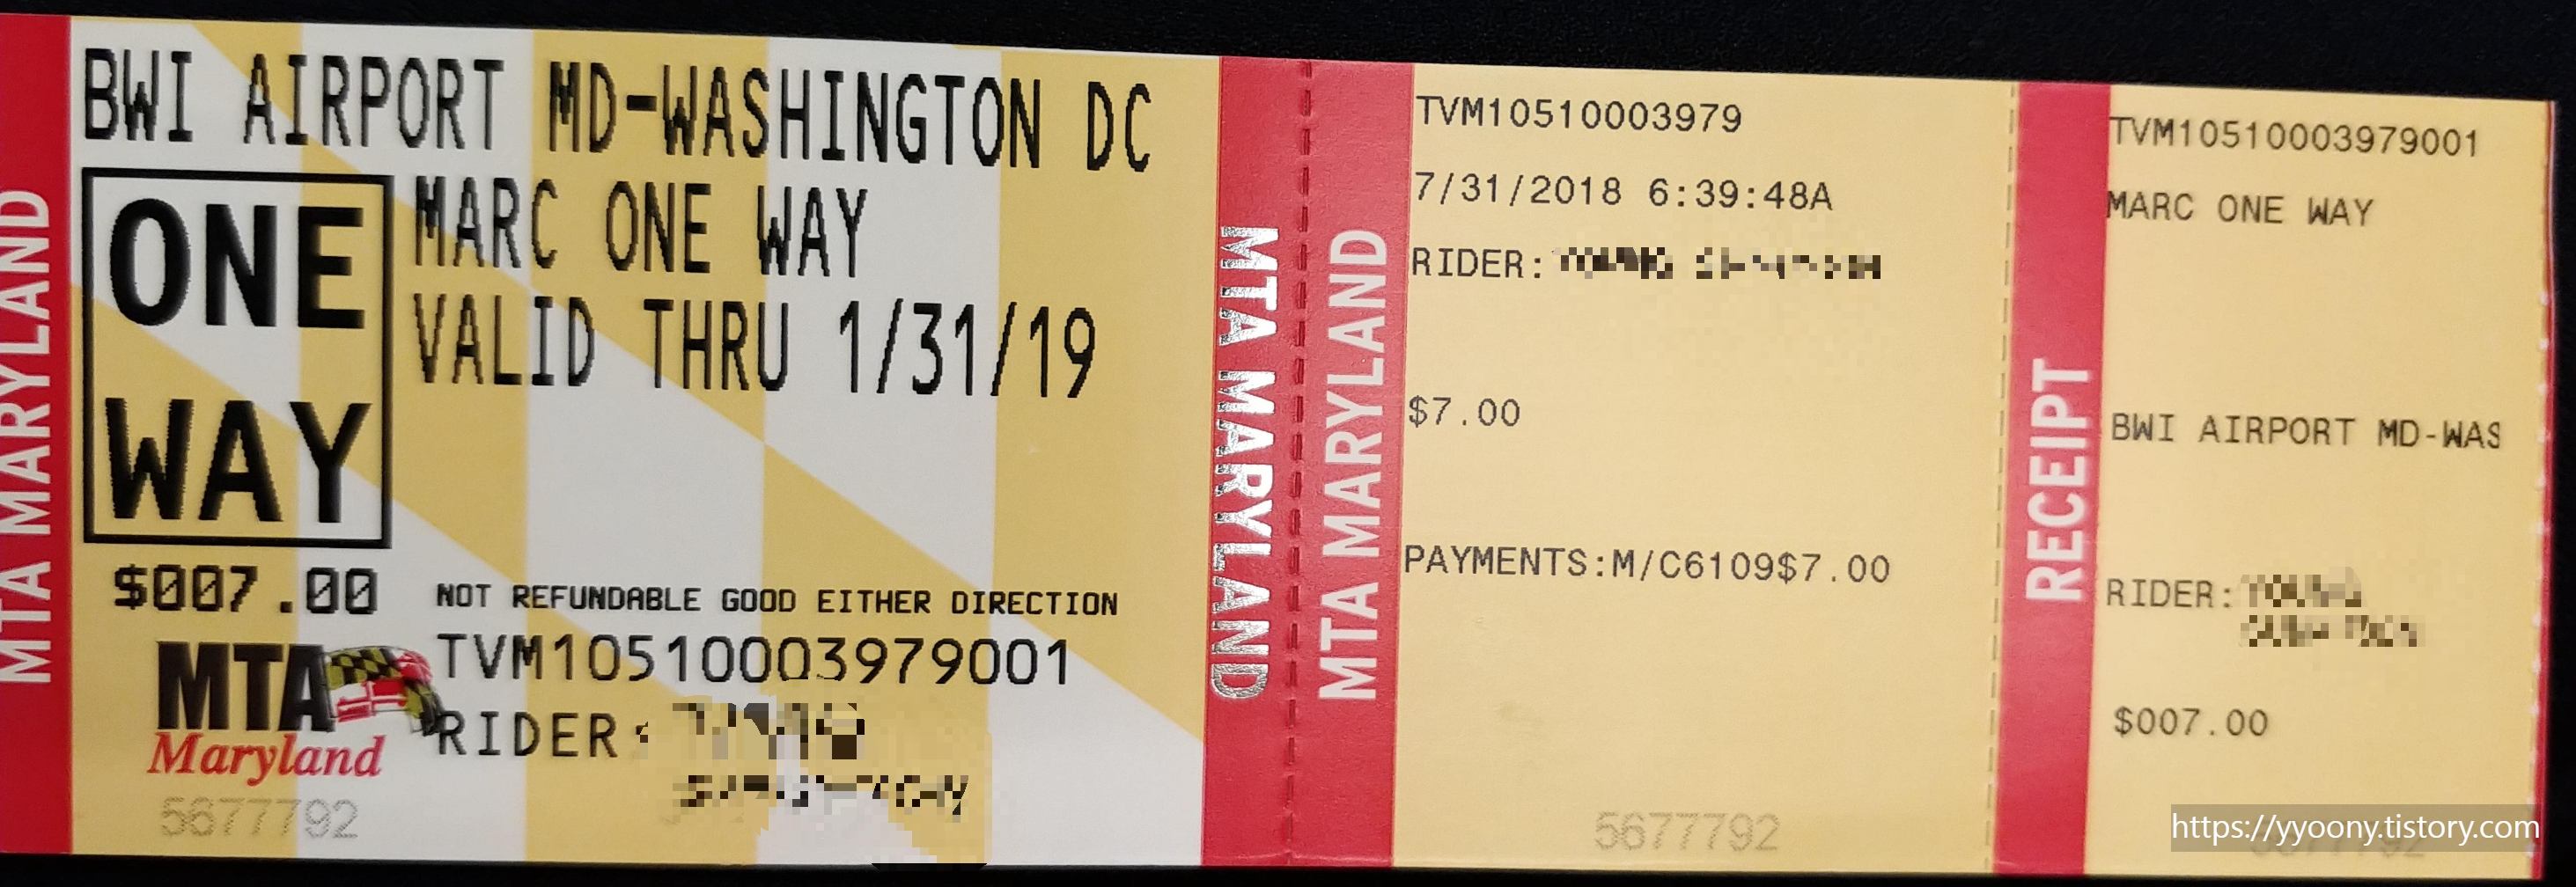 MTA MARYLAND
BWI AIRPORT MD-WASHINGTON DC
ONE
WAY
MARC ONE WAY
VALID THRU 1/31/19
$007.00
NOT REFUNDABLE GOOD EITHER DIRECTION
TVM10510003979001
RIDER:
MTA
Maryland
5677792
MTA MARYLAND
MTA MARYLAND
TVM10510003979
7/31/2018 6:39:48A
RIDER:
$7.00
PAYMENTS:M/C6109$7.00
5677792
RECEIPT
TVM10510003979001
MARC ONE WAY
BWI AIRPORT MD-WAS
RIDER:
$007.00
https://yyoony.tistory.com